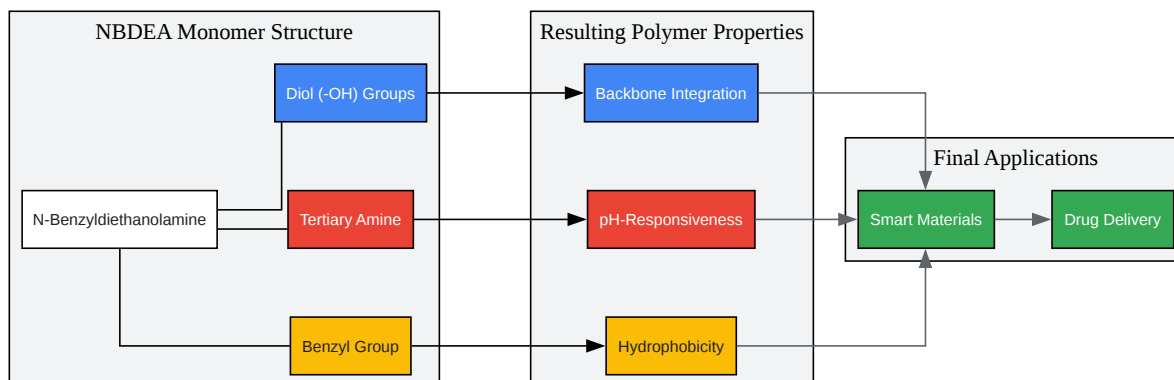 NBDEA Monomer Structure
Resulting Polymer Properties
Diol (-OH) Groups
Backbone Integration
Final Applications
N-Benzyldiethanolamine
Tertiary Amine
pH-Responsiveness
Smart Materials
Drug Delivery
Benzyl Group
Hydrophobicity